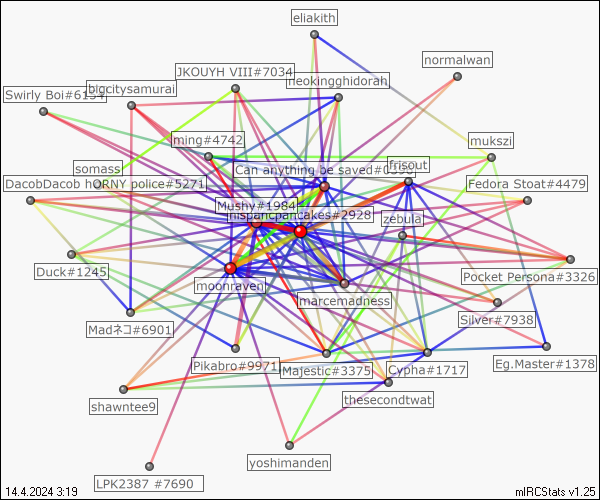 eliakith
normalwan
JKOUYH VIII#7034
neokingghidorah
bigcitysamurai
Swirly Boi#6134
ming#4742
mukszi
frisout
Can anything be saved
somass
DacobDacob hORNY police#5271
Fedora Stoat#4479
Mushy#1984
hispancpancakes#2928
zebula
Duck#1245
moonraven
marcemadness
Pocket Persona#3326
Silver#7938
Madネコ#6901
Pikabro#9971
Majestic#3375
Cypha#1717
Eg.Master#1378
shawntee9
thesecondtwat
yoshimanden
LPK2387 #7690
14.4.2024 3:19
mIRCStats v1.25